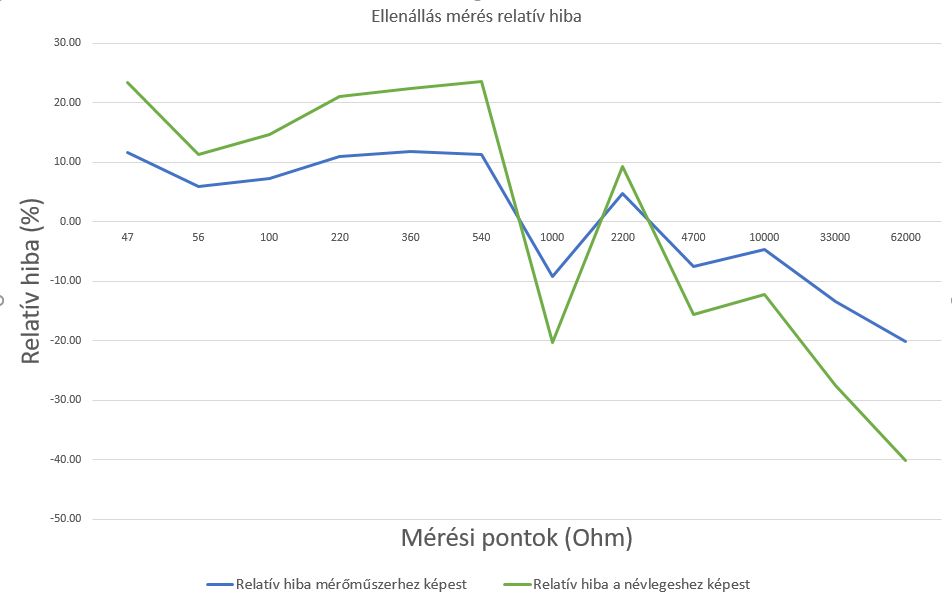 Ellenállás mérés relatív hiba
30.00
20.00
10.00
0.00
-10.00
-20.00
-30.00
-40.00
-50.00
Relatív hiba (%)
47 56 100 220 360 540 1000 2200 4700 10000 33000 62000
Mérési pontok (Ohm)
Relatív hiba mérőműszerhez képest Relatív hiba a névlegeshez képest